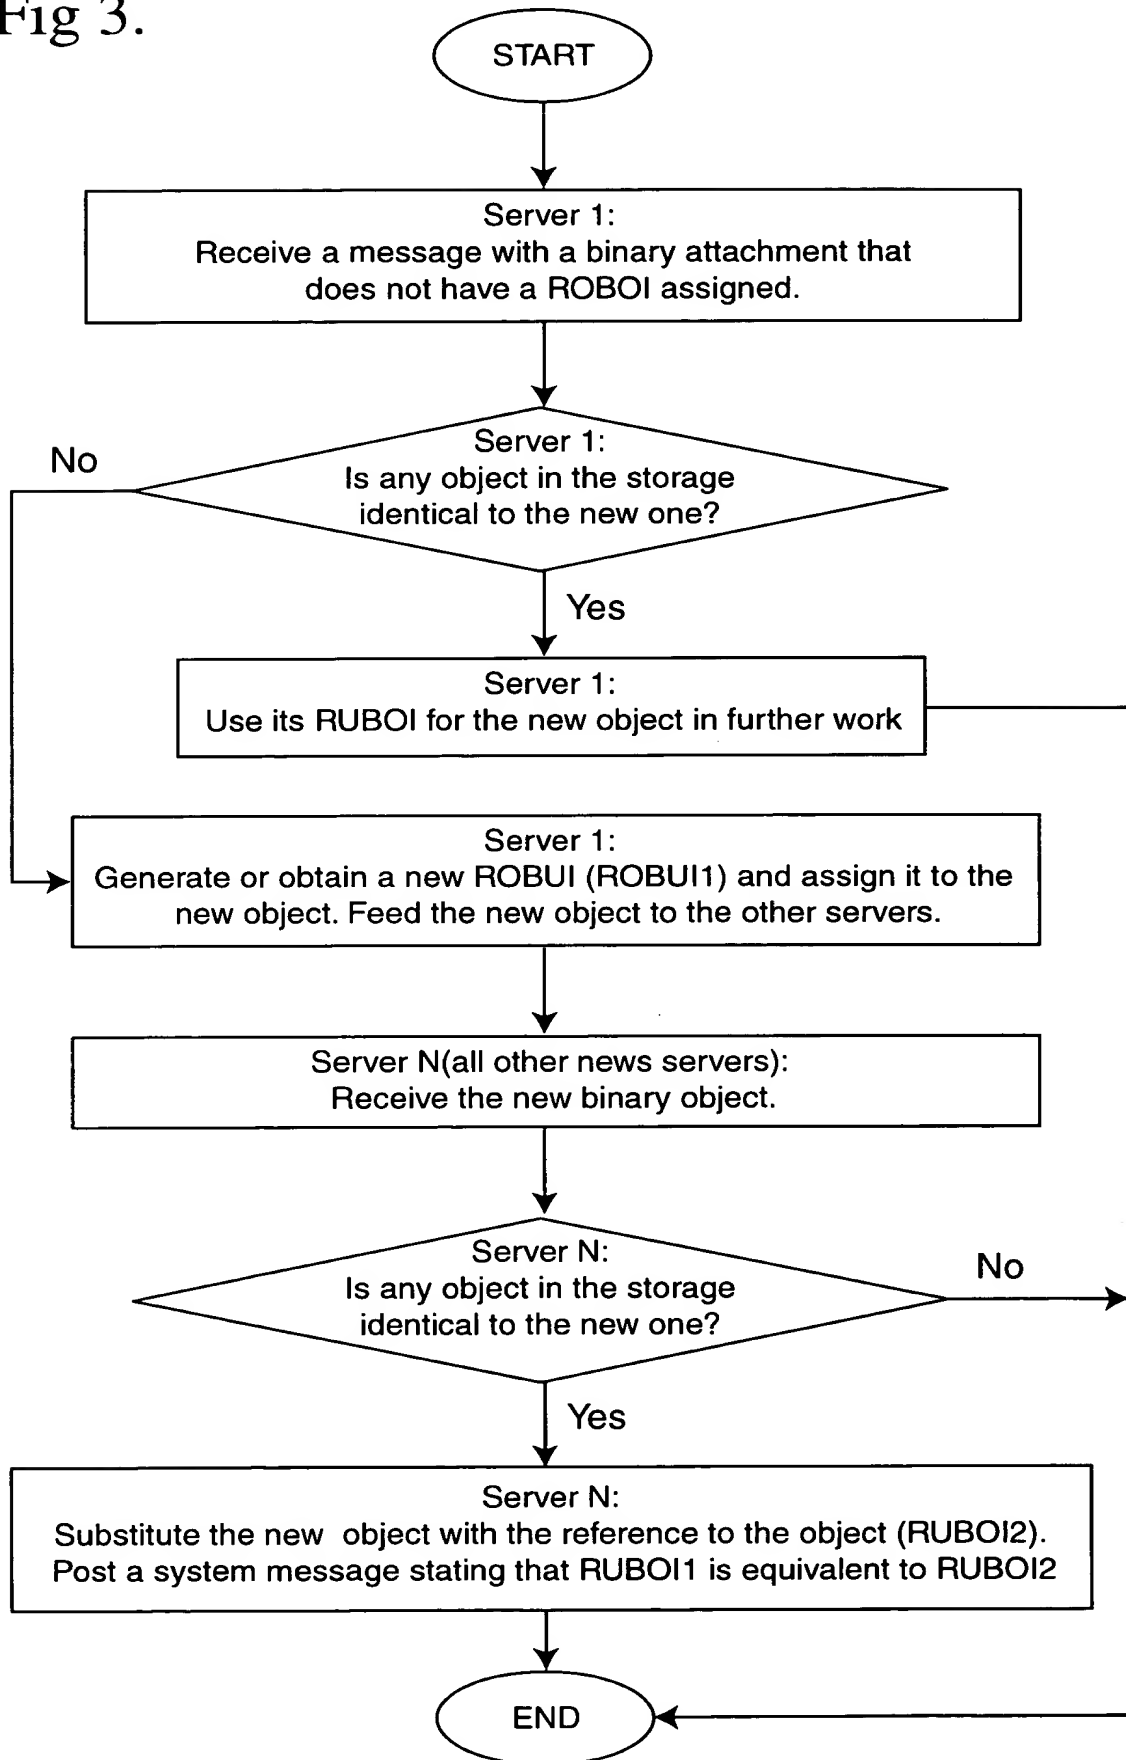 Fig 3.
START
Server 1:
Receive a message with a binary attachment that
does not have a ROBOI assigned.
Server 1:
Is any object in the storage
identical to the new one?
No
Yes
Server 1:
Use its RUBOI for the new object in further work
Server 1:
Generate or obtain a new ROBUI (ROBUI1) and assign it to the
new object. Feed the new object to the other servers.
Server N(all other news servers):
Receive the new binary object.
Server N:
Is any object in the storage
identical to the new one?
No
Yes
Server N:
Substitute the new object with the reference to the object (RUBOI2).
Post a system message stating that RUBOI1 is equivalent to RUBOI2
END